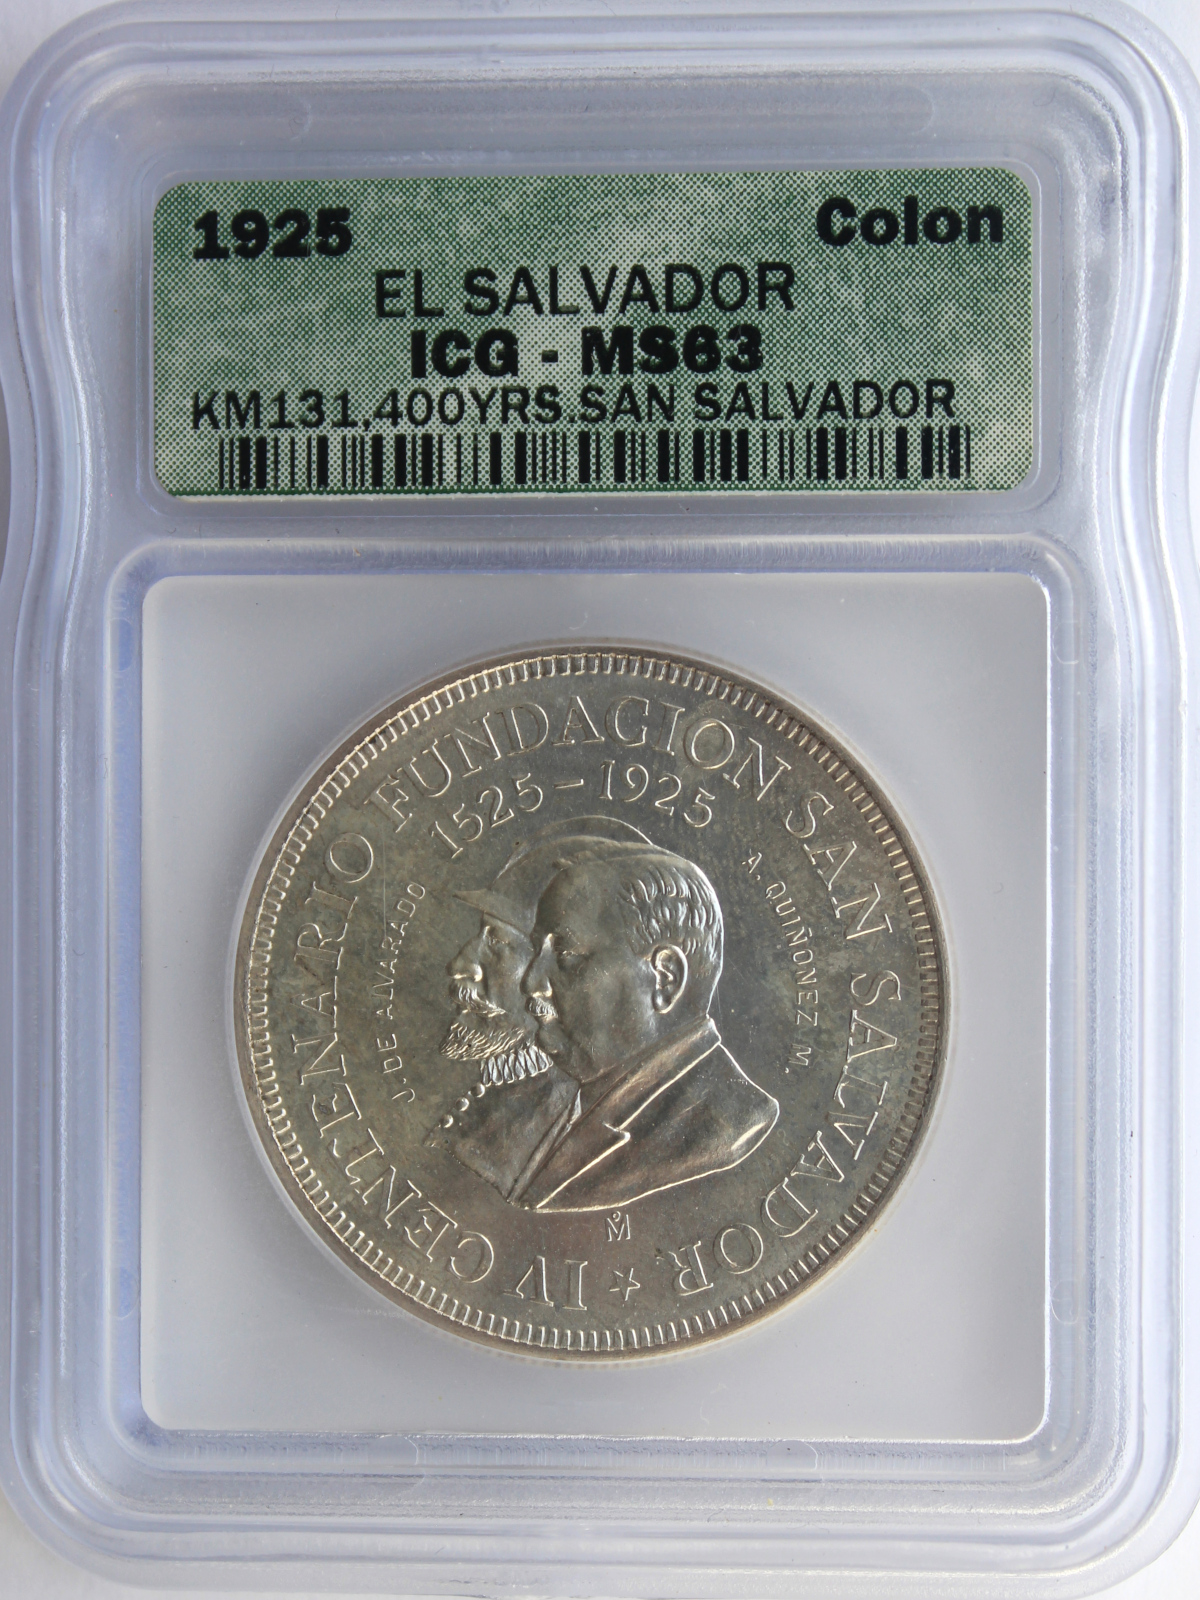 1925 Colon
EL SALVADOR
ICG - MS63
KM131,400YRS.SAN SALVADOR
IV CENTENARIO FUNDACION SAN SALVADOR ★
1525-1925
J. DE ALVARADO
A. QUIÑONEZ M.
M̊